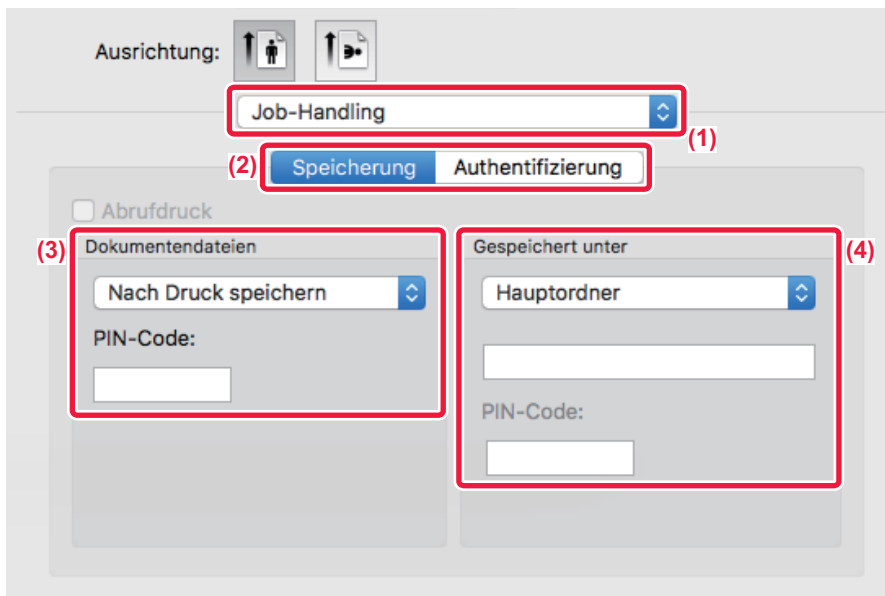 Ausrichtung:
Job-Handling
(1)
(2)
Speicherung Authentifizierung
Abrufdruck
(3)
Dokumentendateien
Nach Druck speichern
PIN-Code:
Gespeichert unter
(4)
Hauptordner
PIN-Code: